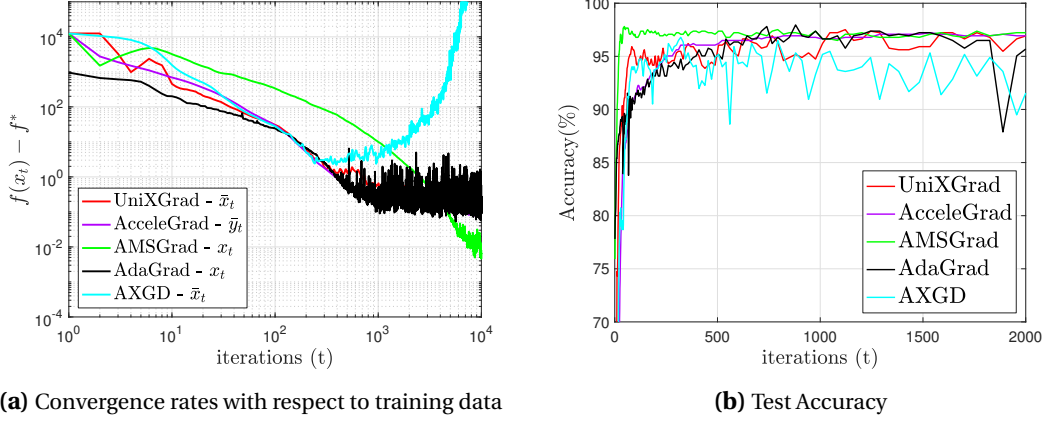 10^4
10^2
10^0
10^-2
10^-4
f(x_t) − f^*
UniXGrad - x̄_t
AcceleGrad - ȳ_t
AMSGrad - x_t
AdaGrad - x_t
AXGD - x̄_t
10^0 10^1 10^2 10^3 10^4
iterations (t)
(a) Convergence rates with respect to training data
100
95
90
85
80
75
70
Accuracy(%)
UniXGrad
AcceleGrad
AMSGrad
AdaGrad
AXGD
0 500 1000 1500 2000
iterations (t)
(b) Test Accuracy